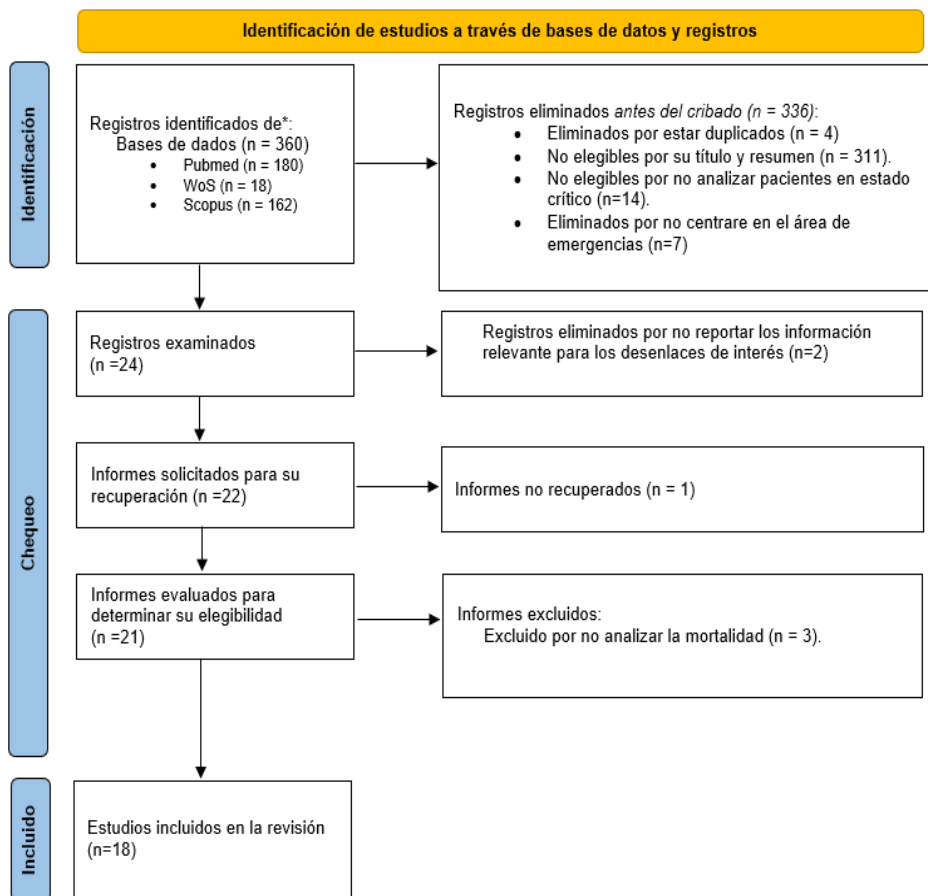 Identificación de estudios a través de bases de datos y registros
Identificación
Registros identificados de*:
Bases de dados (n = 360)
• Pubmed (n = 180)
• WoS (n = 18)
• Scopus (n = 162)
Registros eliminados antes del cribado (n = 336):
• Eliminados por estar duplicados (n = 4)
• No elegibles por su título y resumen (n = 311).
• No elegibles por no analizar pacientes en estado
crítico (n=14).
• Eliminados por no centrare en el área de
emergencias (n=7)
Chequeo
Registros examinados
(n =24)
Registros eliminados por no reportar los información
relevante para los desenlaces de interés (n=2)
Informes solicitados para su
recuperación (n =22)
Informes no recuperados (n = 1)
Informes evaluados para
determinar su elegibilidad
(n =21)
Informes excluidos:
Excluido por no analizar la mortalidad (n = 3).
Incluido
Estudios incluidos en la revisión
(n=18)